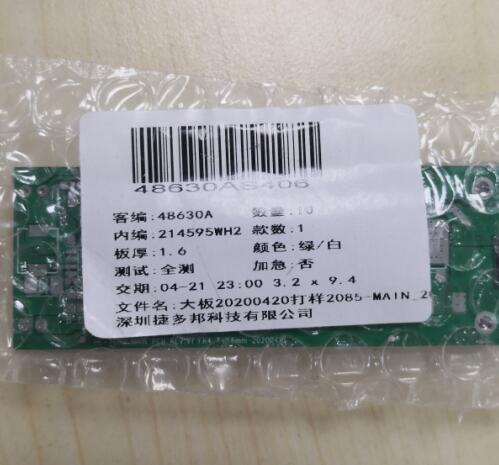 48630AS406
客编:48630A 数量:10
内编:214595WH2 款数:1
板厚:1.6 颜色:绿/白
测试:全测 加急:否
交期:04-21 23:00 3.2 x 9.4
文件名:大板20200420打样2085-MAIN_20
深圳捷多邦科技有限公司